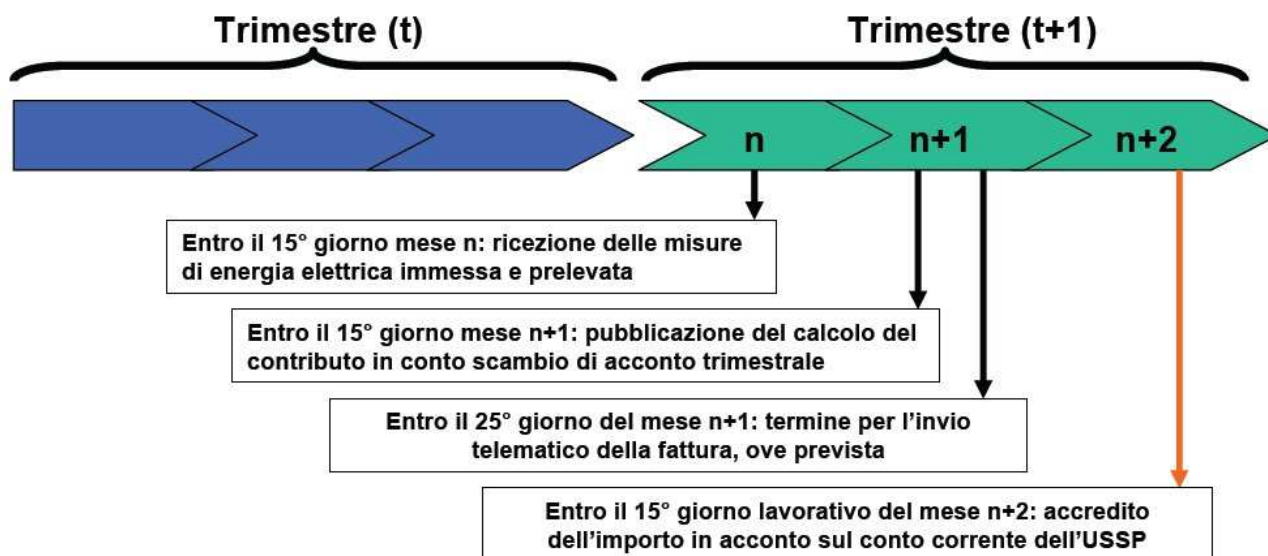 Trimestre (t)
Trimestre (t+1)
n
n+1
n+2
Entro il 15° giorno mese n: ricezione delle misure
di energia elettrica immessa e prelevata
Entro il 15° giorno mese n+1: pubblicazione del calcolo del
contributo in conto scambio di acconto trimestrale
Entro il 25° giorno del mese n+1: termine per l'invio
telematico della fattura, ove prevista
Entro il 15° giorno lavorativo del mese n+2: accredito
dell'importo in acconto sul conto corrente dell'USSP